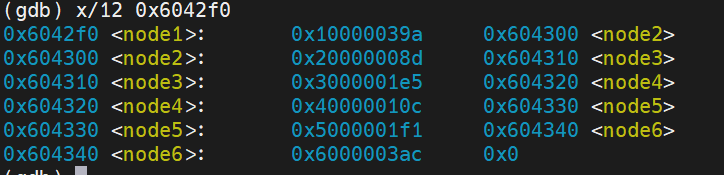 (gdb) x/12 0x6042f0
0x6042f0 <node1>: 0x10000039a 0x604300 <node2>
0x604300 <node2>: 0x20000008d 0x604310 <node3>
0x604310 <node3>: 0x3000001e5 0x604320 <node4>
0x604320 <node4>: 0x40000010c 0x604330 <node5>
0x604330 <node5>: 0x5000001f1 0x604340 <node6>
0x604340 <node6>: 0x6000003ac 0x0
(gdb)